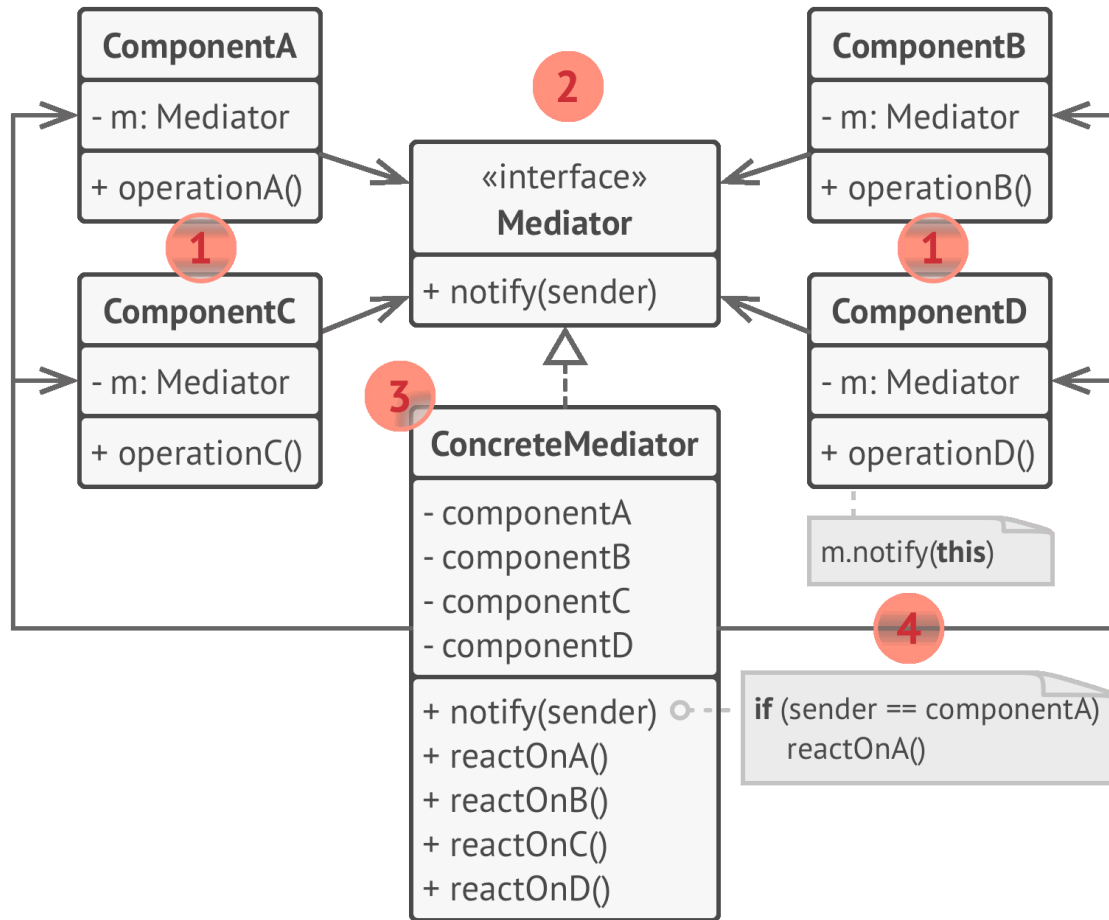 ComponentA
- m: Mediator
+ operationA()
1
ComponentC
- m: Mediator
+ operationC()
2
«interface»
Mediator
+ notify(sender)
ComponentB
- m: Mediator
+ operationB()
1
ComponentD
- m: Mediator
+ operationD()
m.notify(this)
3
ConcreteMediator
- componentA
- componentB
- componentC
- componentD
+ notify(sender)
+ reactOnA()
+ reactOnB()
+ reactOnC()
+ reactOnD()
4
if (sender == componentA)
reactOnA()